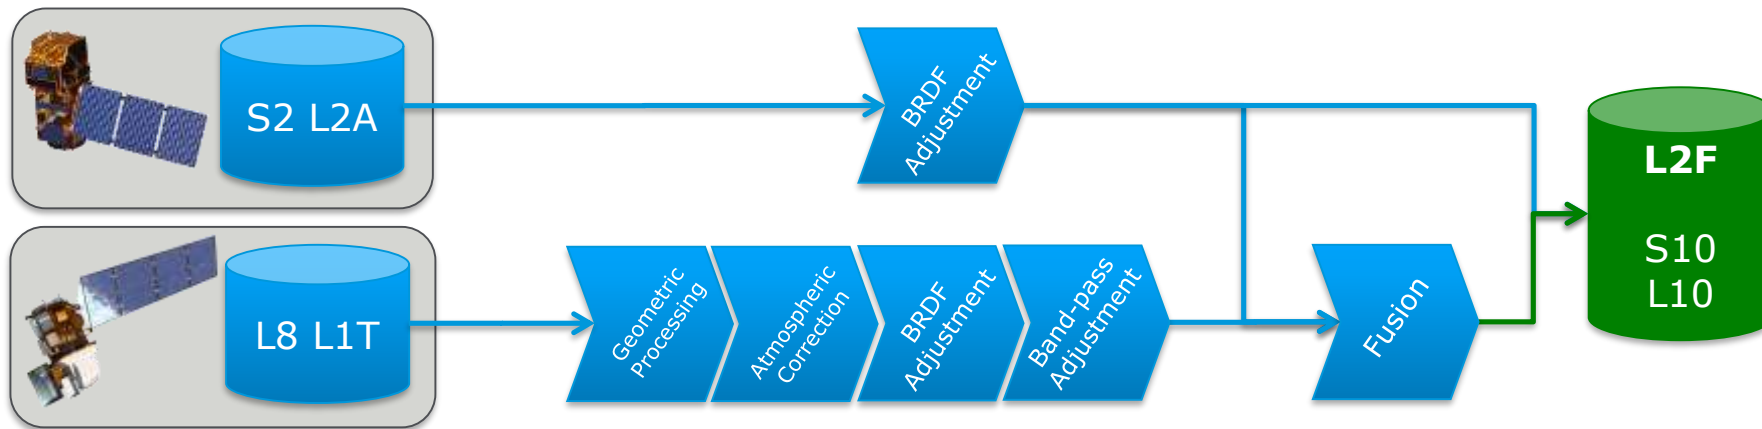 S2 L2A
BRDF
Adjustment
L2F
S10
L10
L8 L1T
Geometric
Processing
Atmospheric
Correction
BRDF
Adjustment
Band-pass
Adjustment
Fusion